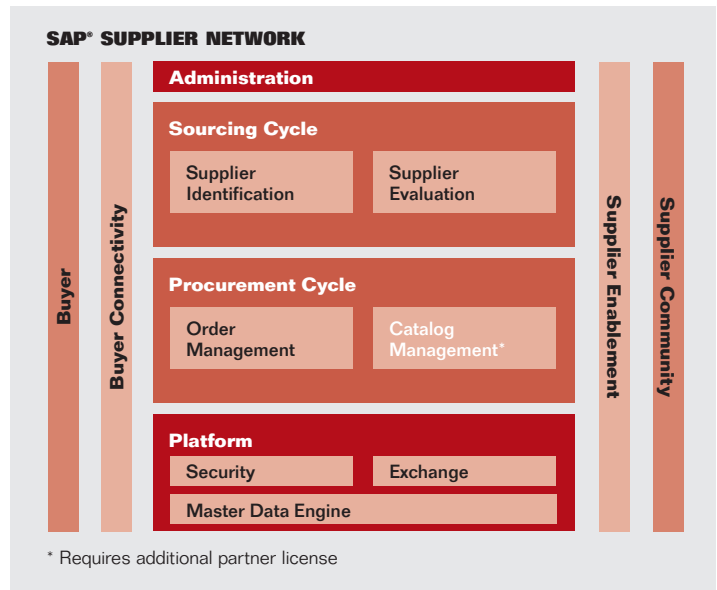 SAP® SUPPLIER NETWORK
Buyer
Buyer Connectivity
Administration
Sourcing Cycle
Supplier
Identification
Supplier
Evaluation
Procurement Cycle
Order
Management
Catalog
Management*
Platform
Security
Exchange
Master Data Engine
Supplier Enablement
Supplier Community
* Requires additional partner license